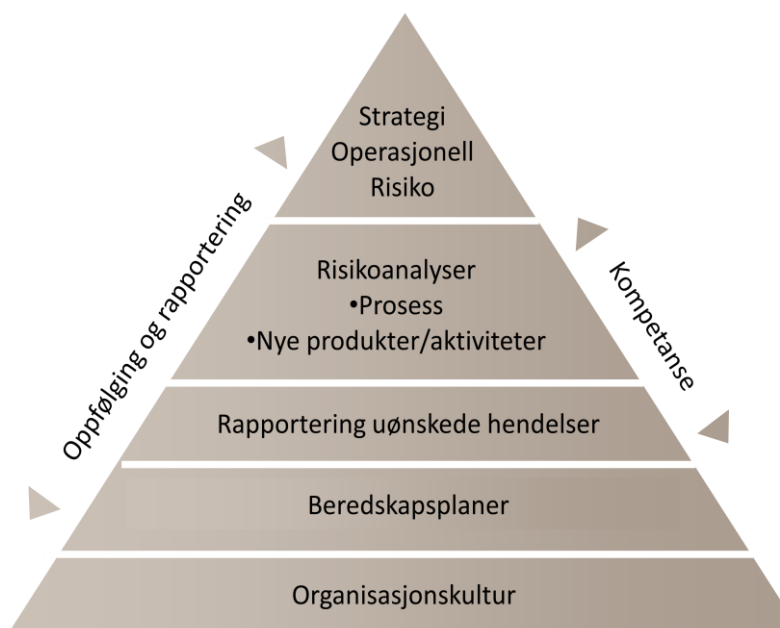 Strategi
Operasjonell
Risiko
Oppfølging og rapportering
Kompetanse
Risikoanalyser
•Prosess
•Nye produkter/aktiviteter
Rapportering uønskede hendelser
Beredskapsplaner
Organisasjonskultur